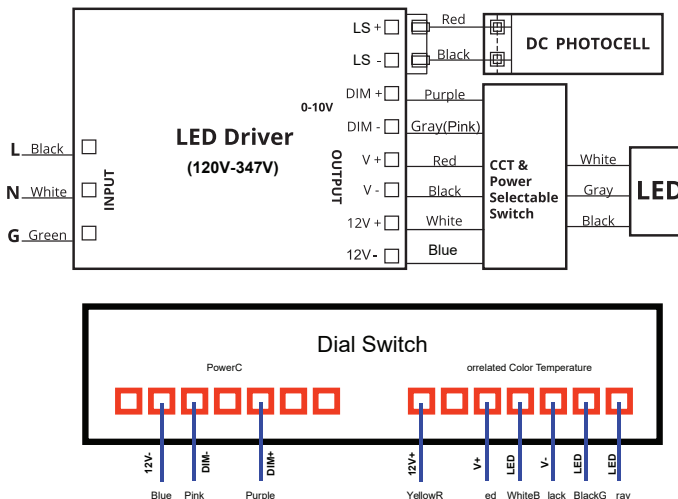 LS +
Red
LS -
Black
DC PHOTOCELL
DIM +
Purple
0-10V
DIM -
Gray(Pink)
LED Driver
(120V-347V)
INPUT
OUTPUT
L Black
N White
G Green
V +
Red
V -
Black
12V +
White
12V-
Blue
CCT &
Power
Selectable
Switch
White
Gray
Black
LED
Dial Switch
PowerC
orrelated Color Temperature
12V-
DIM-
DIM+
12V+
V+
LED
V-
LED
LED
Blue Pink Purple YellowR ed WhiteB lack BlackG ray